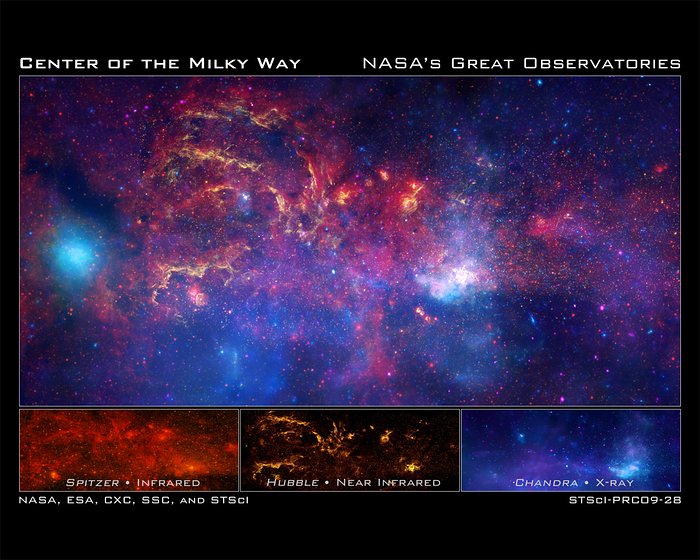 Center of the Milky Way
NASA's Great Observatories
Spitzer • Infrared
Hubble • Near Infrared
Chandra • X-ray
NASA, ESA, CXC, SSC, and STScI
STScI-PRC09-28